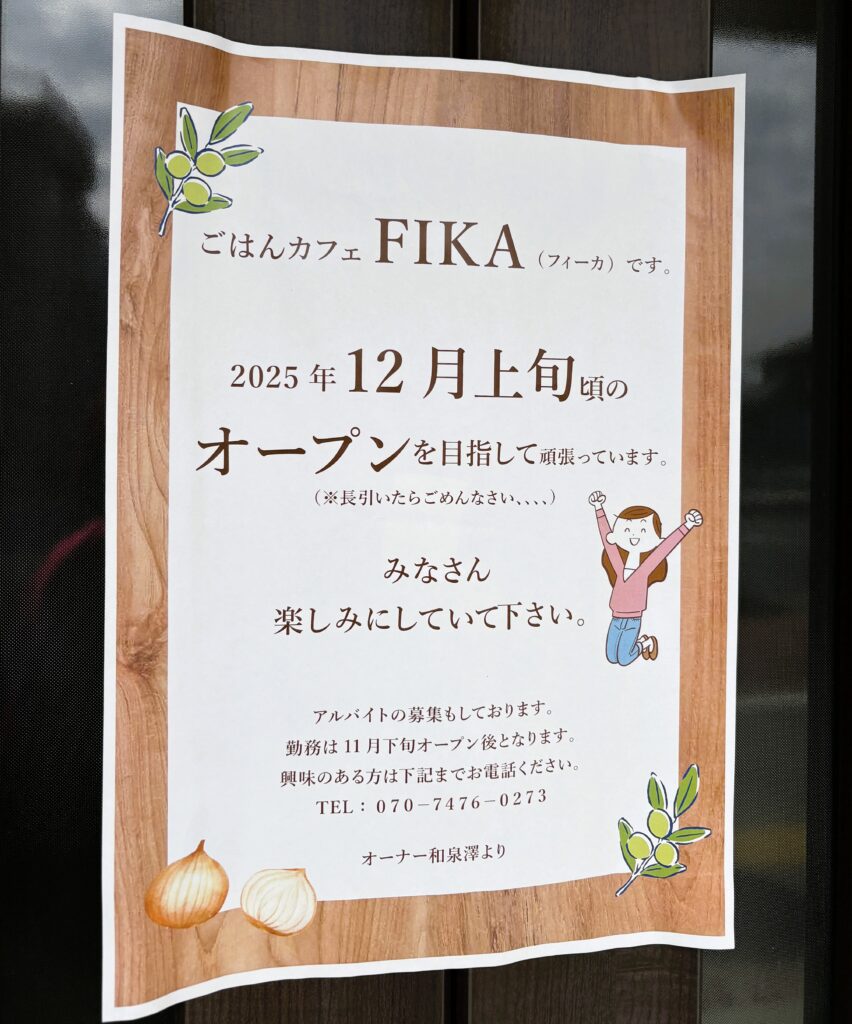 ごはんカフェ FIKA（フィーカ）です。
2025年12月上旬頃の
オープンを目指して頑張っています。
（※長引いたらごめんなさい、、、、）
みなさん
楽しみにしていて下さい。
アルバイトの募集もしております。
勤務は11月下旬オープン後となります。
興味のある方は下記までお電話ください。
TEL：070−7476−0273
オーナー和泉澤より